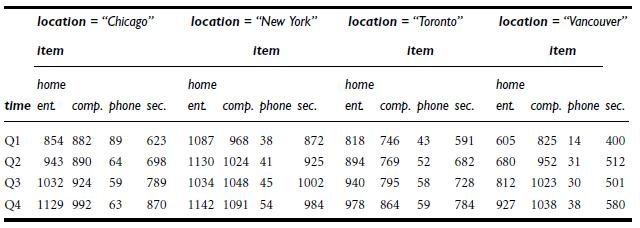 location = “Chicago” location = “New York” location = “Toronto” location = “Vancouver”
item item item item
home home home home
time ent. comp. phone sec. ent. comp. phone sec. ent. comp. phone sec. ent. comp. phone sec.
Q1 854 882 89 623 1087 968 38 872 818 746 43 591 605 825 14 400
Q2 943 890 64 698 1130 1024 41 925 894 769 52 682 680 952 31 512
Q3 1032 924 59 789 1034 1048 45 1002 940 795 58 728 812 1023 30 501
Q4 1129 992 63 870 1142 1091 54 984 978 864 59 784 927 1038 38 580